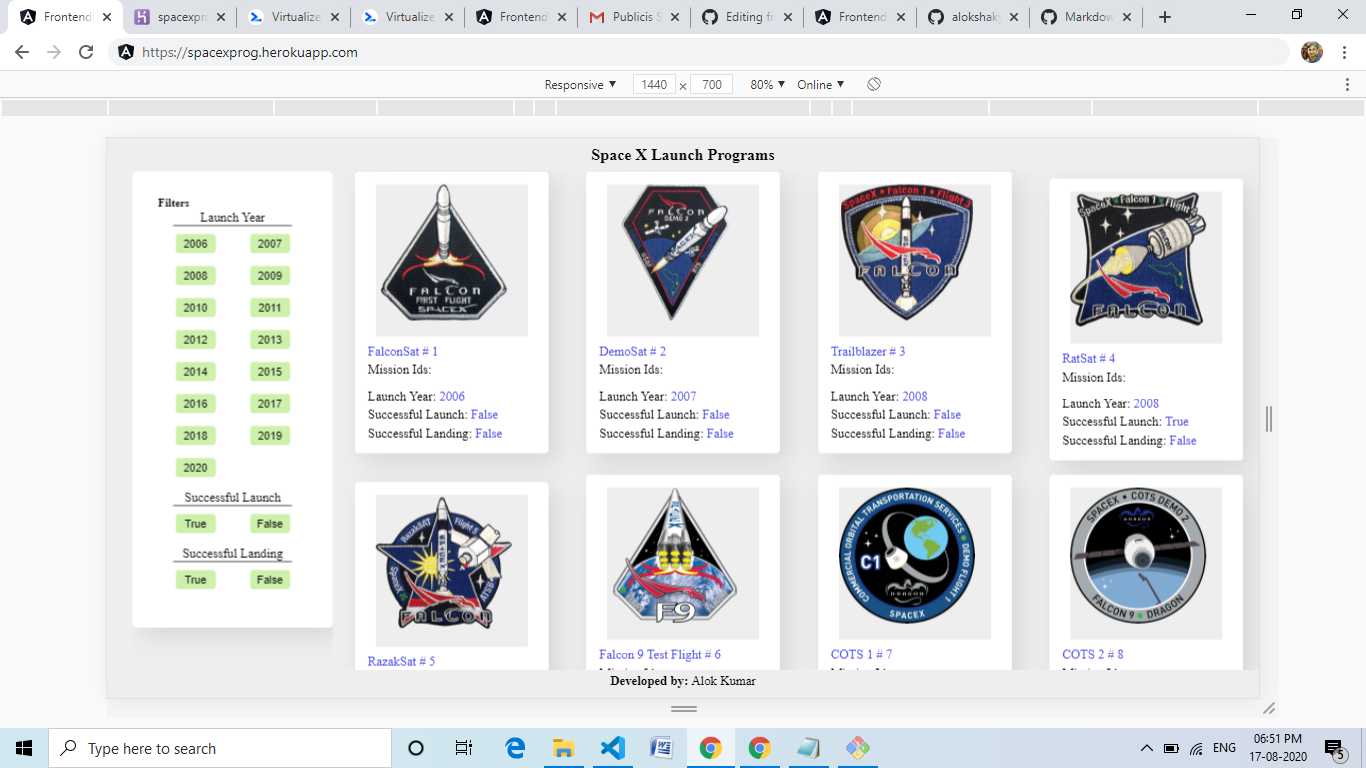 Frontend
spacexpro
Virtualize
Virtualize
Frontend
Publicis S
Editing fr
Frontend
alokshaky
Markdow
https://spacexprog.herokuapp.com
Responsive ▼ 1440 × 700 80% ▼ Online ▼
Space X Launch Programs
Filters
Launch Year
2006 2007
2008 2009
2010 2011
2012 2013
2014 2015
2016 2017
2018 2019
2020
Successful Launch
True False
Successful Landing
True False
FALCON
FIRST FLIGHT
SPACEX
FalconSat # 1
Mission Ids:
Launch Year: 2006
Successful Launch: False
Successful Landing: False
FALCON
DEMO 2
DemoSat # 2
Mission Ids:
Launch Year: 2007
Successful Launch: False
Successful Landing: False
SpaceX • Falcon 1 • Flight 3
FALCON
Trailblazer # 3
Mission Ids:
Launch Year: 2008
Successful Launch: False
Successful Landing: False
SpaceX Falcon 1 Flight 4
FALCON
RatSat # 4
Mission Ids:
Launch Year: 2008
Successful Launch: True
Successful Landing: False
RazakSAT Flight 5
SpaceX
ATSB
FALCON
RazakSat # 5
F9
Falcon 9 Test Flight # 6
COMMERCIAL ORBITAL TRANSPORTATION SERVICES
DEMO FLIGHT 1
C1
DRAGON
SPACEX
COTS 1 # 7
SPACEX • COTS DEMO 2
DRAGON
FALCON 9 DRAGON
COTS 2 # 8
Developed by: Alok Kumar
Type here to search
ENG
06:51 PM
17-08-2020
5